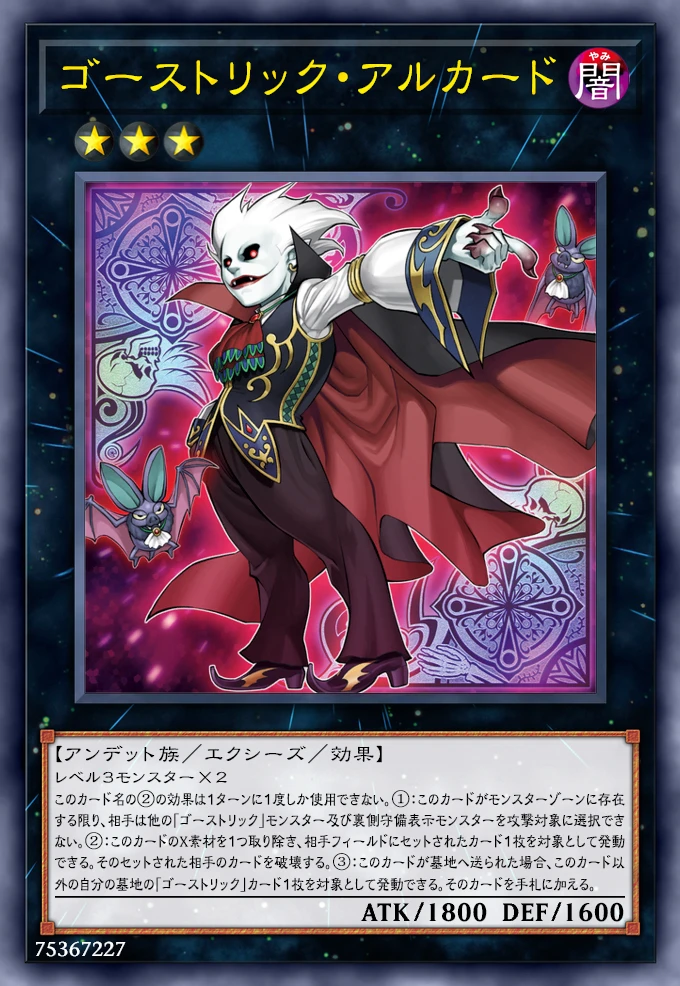 ゴーストリック・アルカード
やみ
闇
【アンデット族／エクシーズ／効果】
レベル３モンスター×２
このカード名の②の効果は1ターンに1度しか使用できない。①：このカードがモンスターゾーンに存在
する限り、相手は他の「ゴーストリック」モンスター及び裏側守備表示モンスターを攻撃対象に選択でき
ない。②：このカードのX素材を1つ取り除き、相手フィールドにセットされたカード1枚を対象として発動
できる。そのセットされた相手のカードを破壊する。③：このカードが墓地へ送られた場合、このカード以
外の自分の墓地の「ゴーストリック」カード1枚を対象として発動できる。そのカードを手札に加える。
ATK/1800 DEF/1600
75367227